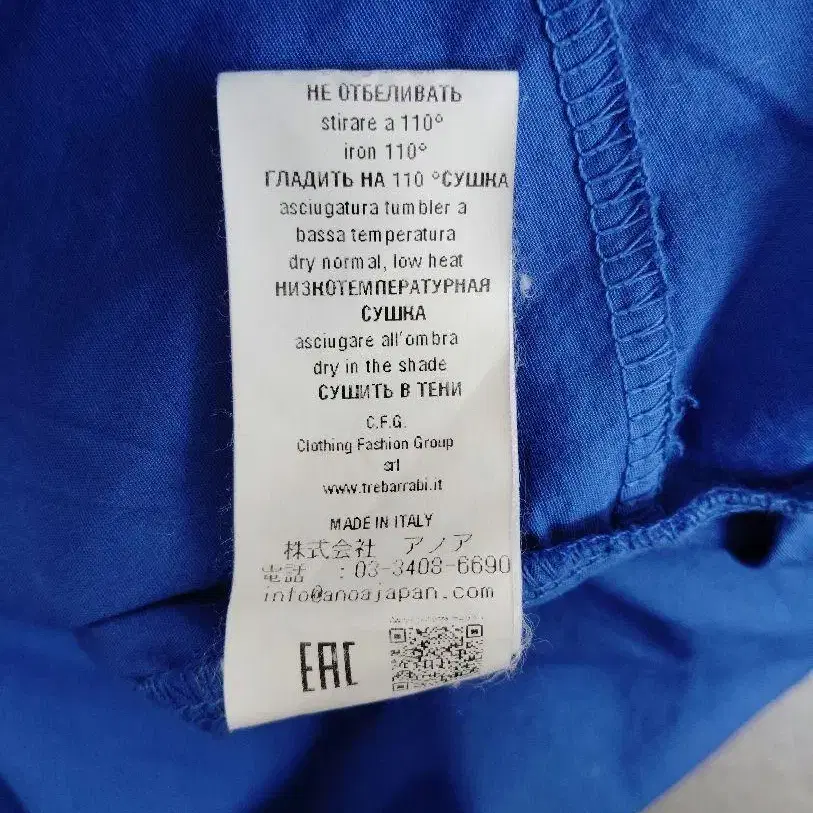 НЕ ОТБЕЛИВАТЬ
stirare a 110°
iron 110°
ГЛАДИТЬ НА 110 °СУШКА
asciugatura tumbler a
bassa temperatura
dry normal, low heat
НИЗКОТЕМПЕРАТУРНАЯ
СУШКА
asciugare all'ombra
dry in the shade
СУШИТЬ В ТЕНИ
C.F.G.
Clothing Fashion Group
srl
www.trebarrabi.it
MADE IN ITALY
株式会社 アノア
電話 :03-3408-6690
info@anoajapan.com
EAC